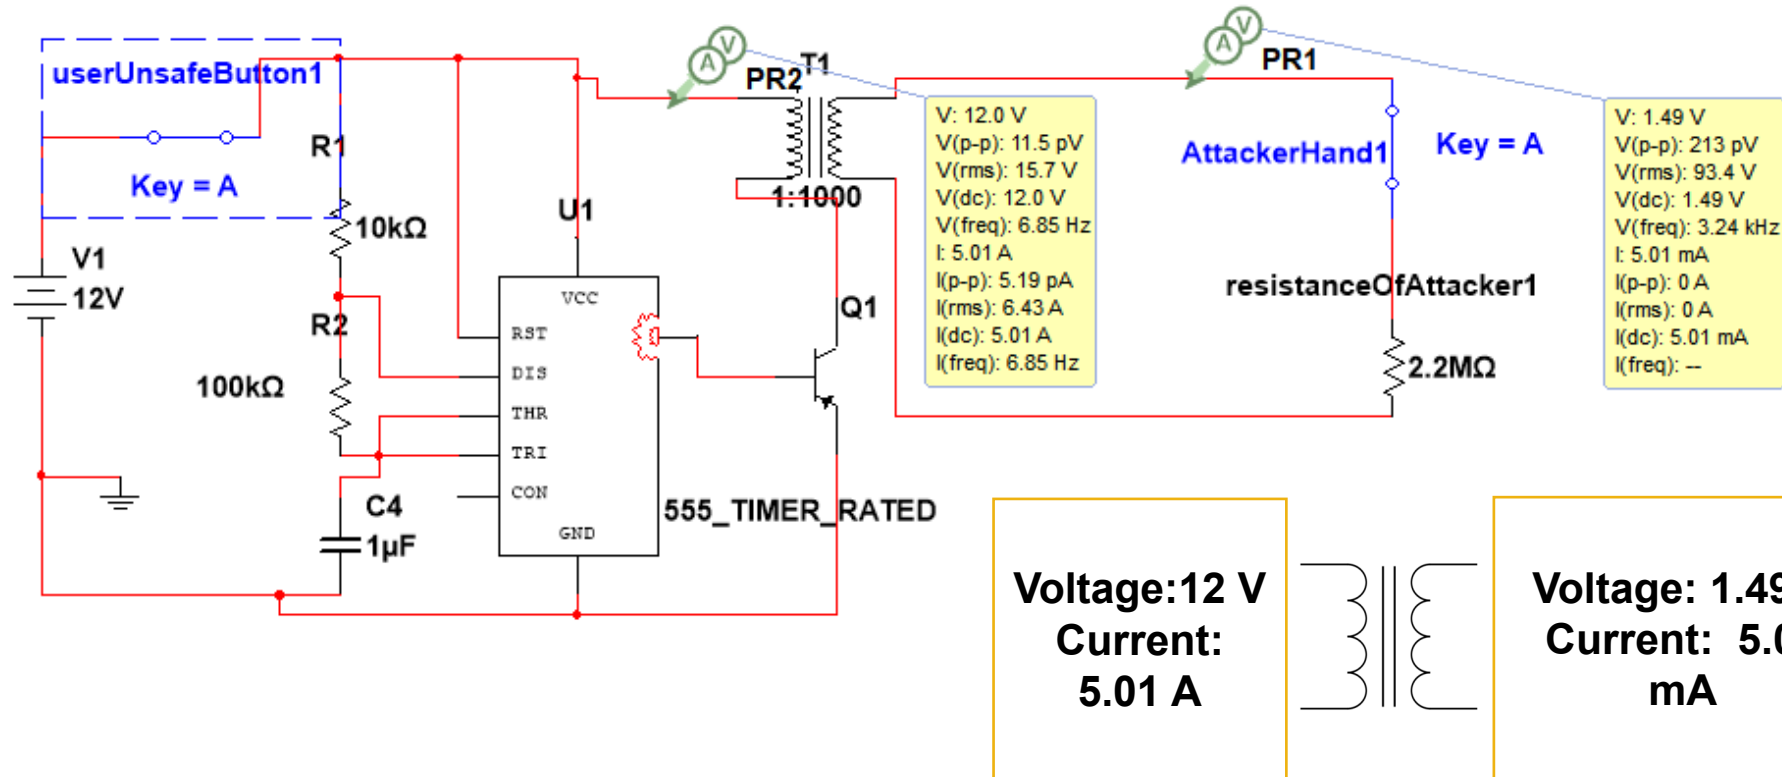 userUnsafeButton1
Key = A
V1
12V
R1
10kΩ
R2
100kΩ
C4
1µF
U1
VCC
RST
DIS
THR
TRI
CON
GND
555_TIMER_RATED
Q1
A V
PR2
T1
1:1000
V: 12.0 V
V(p-p): 11.5 pV
V(rms): 15.7 V
V(dc): 12.0 V
V(freq): 6.85 Hz
I: 5.01 A
I(p-p): 5.19 pA
I(rms): 6.43 A
I(dc): 5.01 A
I(freq): 6.85 Hz
A V
PR1
AttackerHand1
Key = A
resistanceOfAttacker1
2.2MΩ
V: 1.49 V
V(p-p): 213 pV
V(rms): 93.4 V
V(dc): 1.49 V
V(freq): 3.24 kHz
I: 5.01 mA
I(p-p): 0 A
I(rms): 0 A
I(dc): 5.01 mA
I(freq): --
Voltage:12 V
Current:
5.01 A
Voltage: 1.49
Current: 5.0
mA